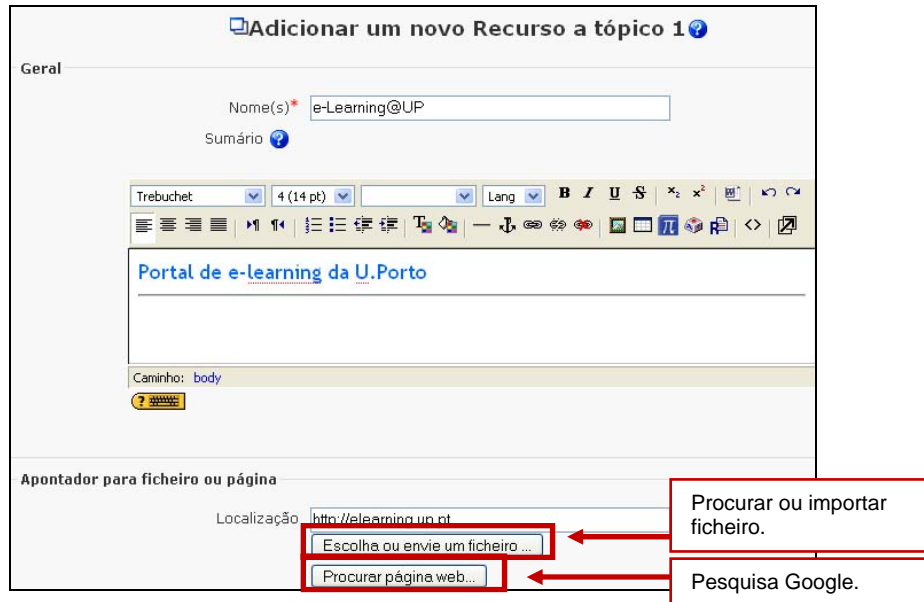 Adicionar um novo Recurso a tópico 1
Geral
Nome(s)* e-Learning@UP
Sumário
Trebuchet 4 (14 pt) Lang B I U S x₂ x²
Portal de e-learning da U.Porto
Caminho: body
?
Apontador para ficheiro ou página
Localização http://elearning.up.pt
Escolha ou envie um ficheiro ...
Procurar ou importar
ficheiro.
Procurar página web...
Pesquisa Google.